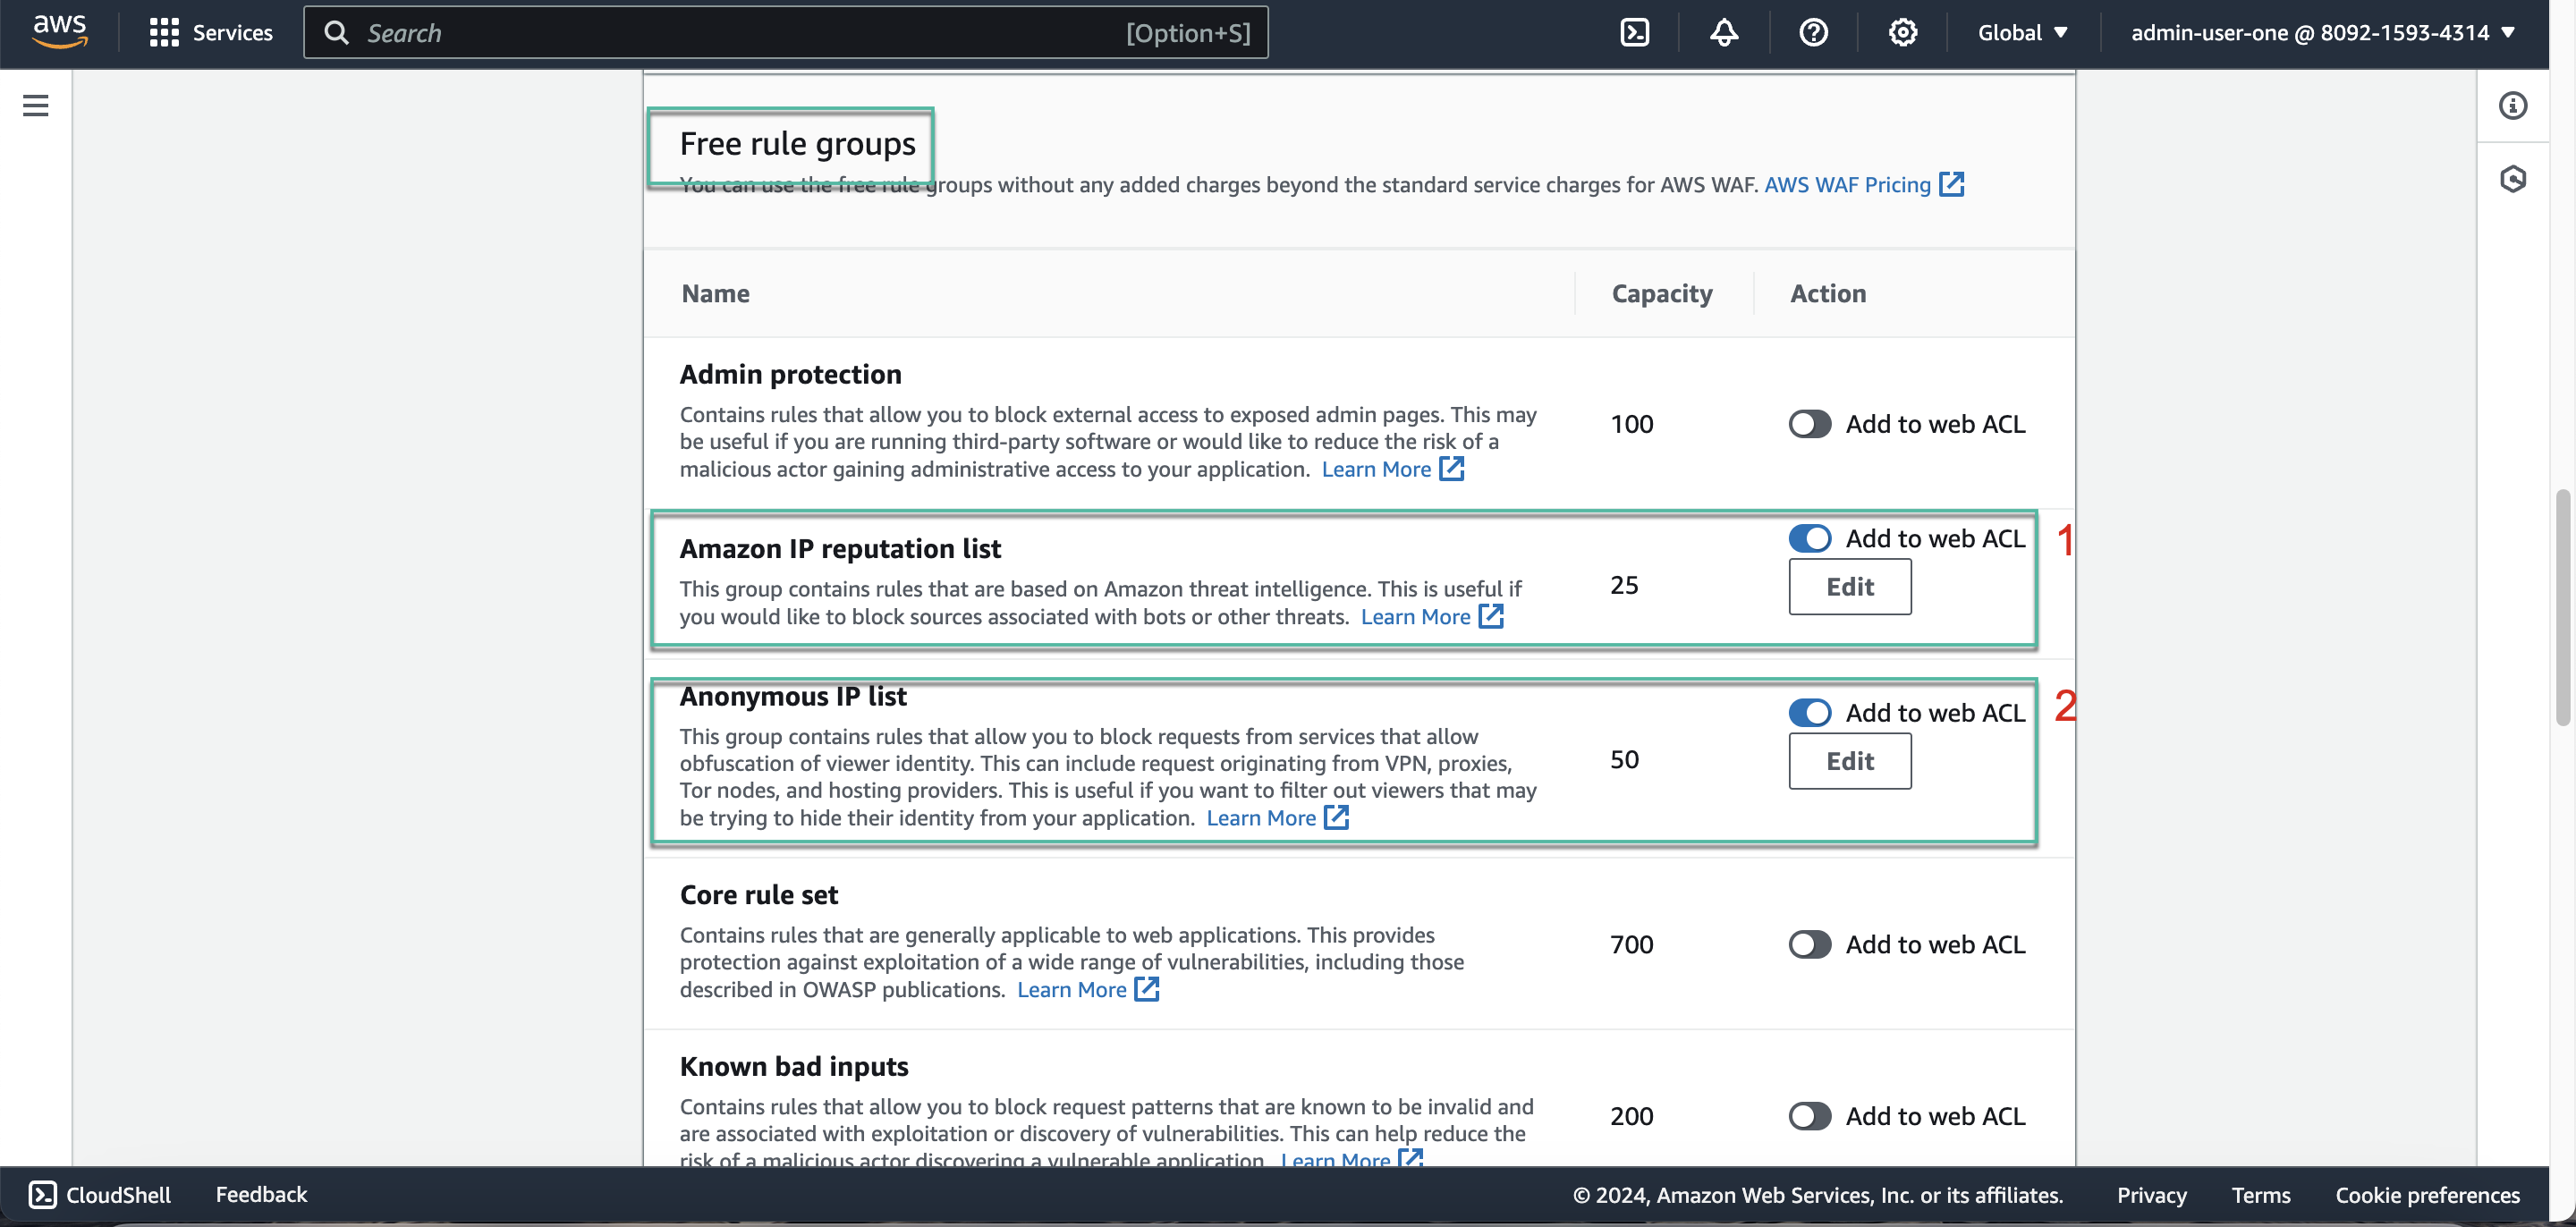 aws
Services
Search
[Option+S]
Global
admin-user-one @ 8092-1593-4314
Free rule groups
You can use the free rule groups without any added charges beyond the standard service charges for AWS WAF. AWS WAF Pricing
Name
Capacity
Action
Admin protection
Contains rules that allow you to block external access to exposed admin pages. This may
be useful if you are running third-party software or would like to reduce the risk of a
malicious actor gaining administrative access to your application. Learn More
100
Add to web ACL
Amazon IP reputation list
This group contains rules that are based on Amazon threat intelligence. This is useful if
you would like to block sources associated with bots or other threats. Learn More
25
Add to web ACL
Edit
1
Anonymous IP list
This group contains rules that allow you to block requests from services that allow
obfuscation of viewer identity. This can include request originating from VPN, proxies,
Tor nodes, and hosting providers. This is useful if you want to filter out viewers that may
be trying to hide their identity from your application. Learn More
50
Add to web ACL
Edit
2
Core rule set
Contains rules that are generally applicable to web applications. This provides
protection against exploitation of a wide range of vulnerabilities, including those
described in OWASP publications. Learn More
700
Add to web ACL
Known bad inputs
Contains rules that allow you to block request patterns that are known to be invalid and
are associated with exploitation or discovery of vulnerabilities. This can help reduce the
risk of a malicious actor discovering a vulnerable application. Learn More
200
Add to web ACL
CloudShell
Feedback
© 2024, Amazon Web Services, Inc. or its affiliates.
Privacy
Terms
Cookie preferences